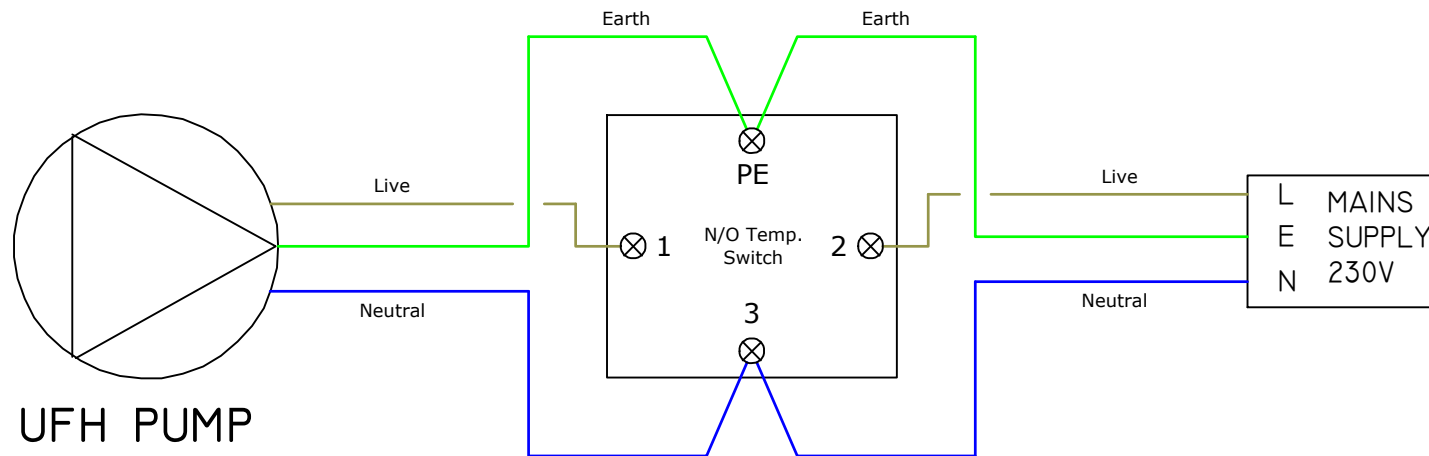 Earth
Earth
Live
PE
Live
L
MAINS
1
N/O Temp.
Switch
2
E
SUPPLY
N
230V
Neutral
3
Neutral
UFH PUMP